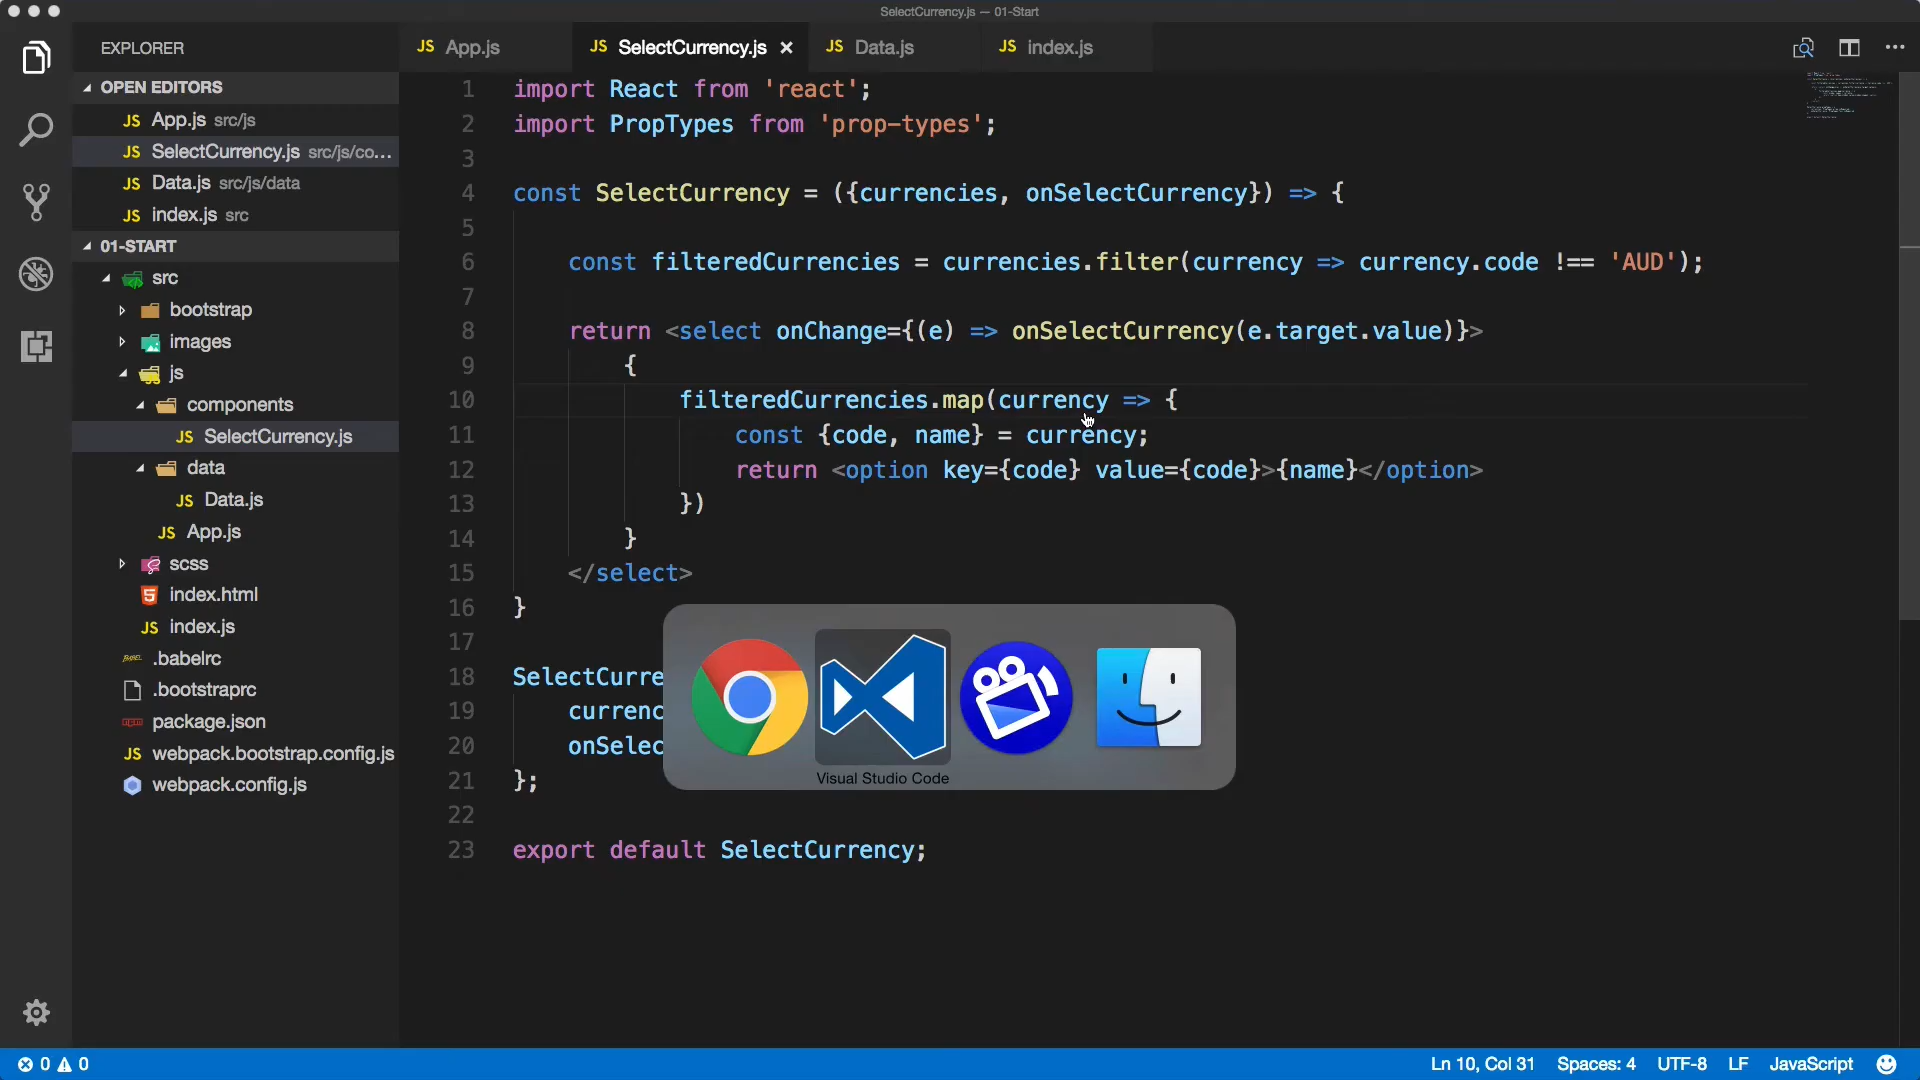 SelectCurrency.js — 01-Start
EXPLORER
OPEN EDITORS
JS App.js src/js
JS SelectCurrency.js src/js/co...
JS Data.js src/js/data
JS index.js src
01-START
src
bootstrap
images
js
components
JS SelectCurrency.js
data
JS Data.js
JS App.js
scss
5 index.html
JS index.js
BABEL .babelrc
.bootstraprc
npm package.json
JS webpack.bootstrap.config.js
webpack.config.js
JS App.js
JS SelectCurrency.js ×
JS Data.js
JS index.js
1 import React from 'react';
2 import PropTypes from 'prop-types';
3
4 const SelectCurrency = ({currencies, onSelectCurrency}) => {
5
6 const filteredCurrencies = currencies.filter(currency => currency.code !== 'AUD');
7
8 return <select onChange={(e) => onSelectCurrency(e.target.value)}>
9 {
10 filteredCurrencies.map(currency => {
11 const {code, name} = currency;
12 return <option key={code} value={code}>{name}</option>
13 })
14 }
15 </select>
16 }
17
18 SelectCurre
19 currenc
20 onSelec
21 };
22
23 export default SelectCurrency;
Visual Studio Code
0 0
Ln 10, Col 31 Spaces: 4 UTF-8 LF JavaScript